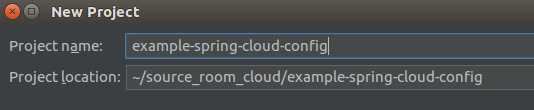 New Project
Project name: example-spring-cloud-config
Project location: ~/source_room_cloud/example-spring-cloud-config